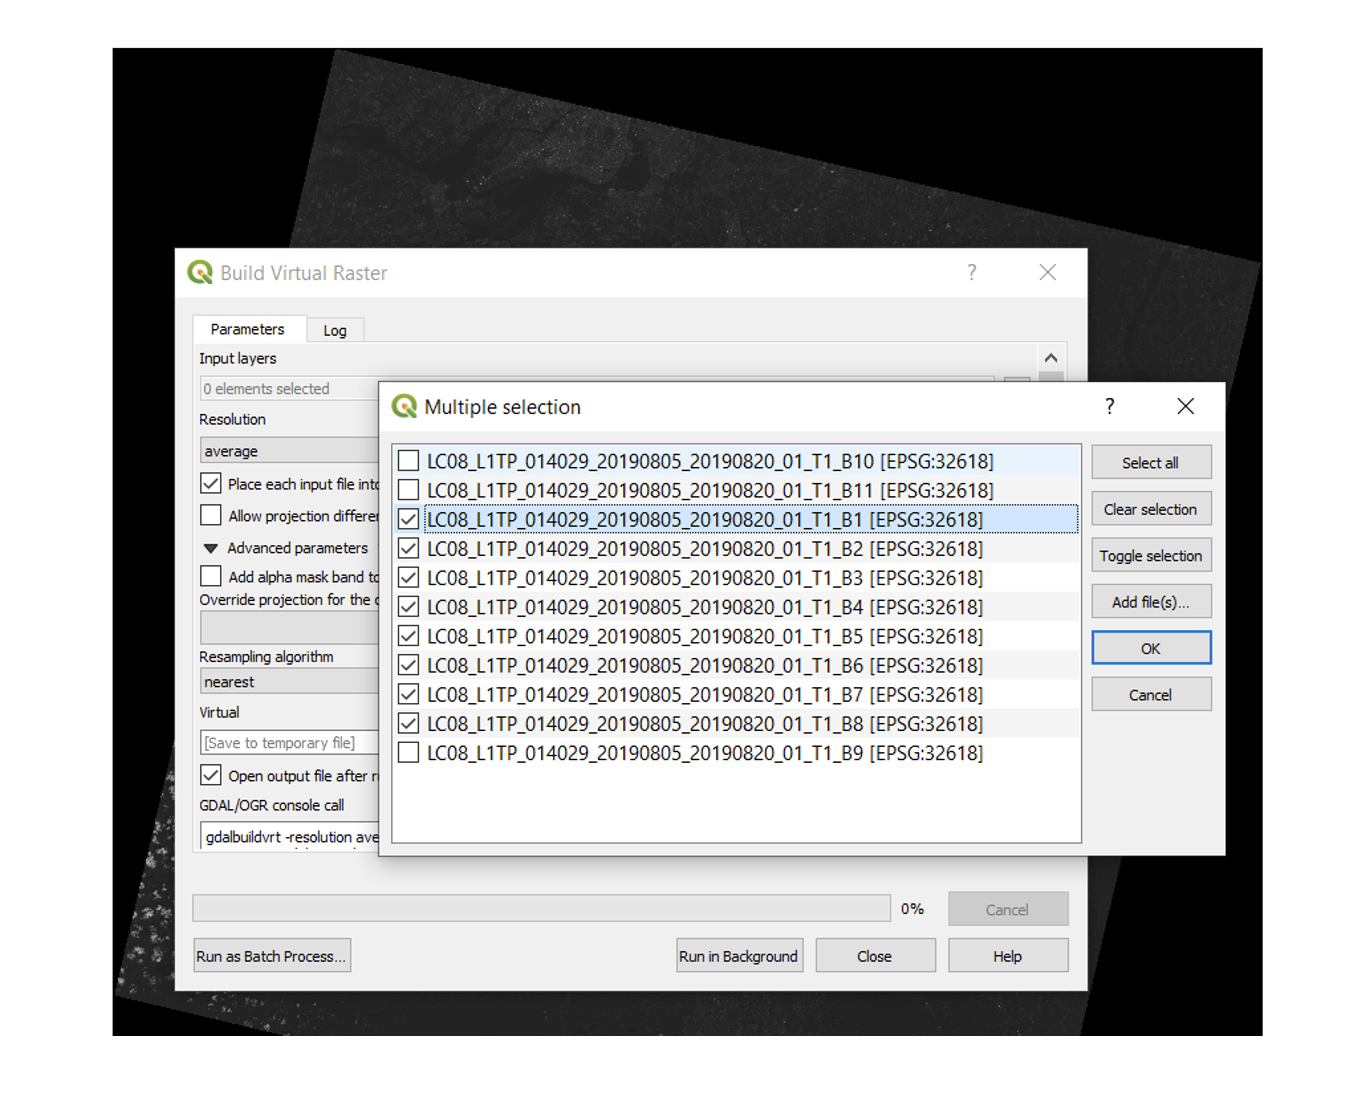 Build Virtual Raster
?
Parameters
Log
Input layers
0 elements selected
Resolution
average
Place each input file into
Allow projection differen
Advanced parameters
Add alpha mask band to
Override projection for the o
Resampling algorithm
nearest
Virtual
[Save to temporary file]
Open output file after r
GDAL/OGR console call
gdalbuildvrt -resolution ave
Multiple selection
?
LC08_L1TP_014029_20190805_20190820_01_T1_B10 [EPSG:32618]
LC08_L1TP_014029_20190805_20190820_01_T1_B11 [EPSG:32618]
LC08_L1TP_014029_20190805_20190820_01_T1_B1 [EPSG:32618]
LC08_L1TP_014029_20190805_20190820_01_T1_B2 [EPSG:32618]
LC08_L1TP_014029_20190805_20190820_01_T1_B3 [EPSG:32618]
LC08_L1TP_014029_20190805_20190820_01_T1_B4 [EPSG:32618]
LC08_L1TP_014029_20190805_20190820_01_T1_B5 [EPSG:32618]
LC08_L1TP_014029_20190805_20190820_01_T1_B6 [EPSG:32618]
LC08_L1TP_014029_20190805_20190820_01_T1_B7 [EPSG:32618]
LC08_L1TP_014029_20190805_20190820_01_T1_B8 [EPSG:32618]
LC08_L1TP_014029_20190805_20190820_01_T1_B9 [EPSG:32618]
Select all
Clear selection
Toggle selection
Add file(s)...
OK
Cancel
0%
Cancel
Run as Batch Process...
Run in Background
Close
Help